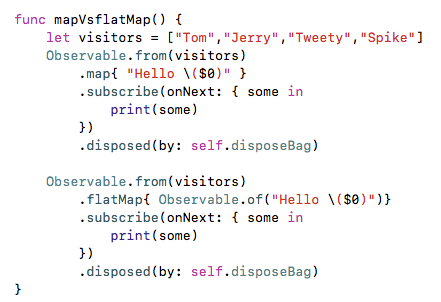 func mapVsflatMap() {
    let visitors = ["Tom","Jerry","Tweety","Spike"]
    Observable.from(visitors)
        .map{ "Hello \($0)" }
        .subscribe(onNext: { some in
            print(some)
        })
        .disposed(by: self.disposeBag)

    Observable.from(visitors)
        .flatMap{ Observable.of("Hello \($0)")}
        .subscribe(onNext: { some in
            print(some)
        })
        .disposed(by: self.disposeBag)
}